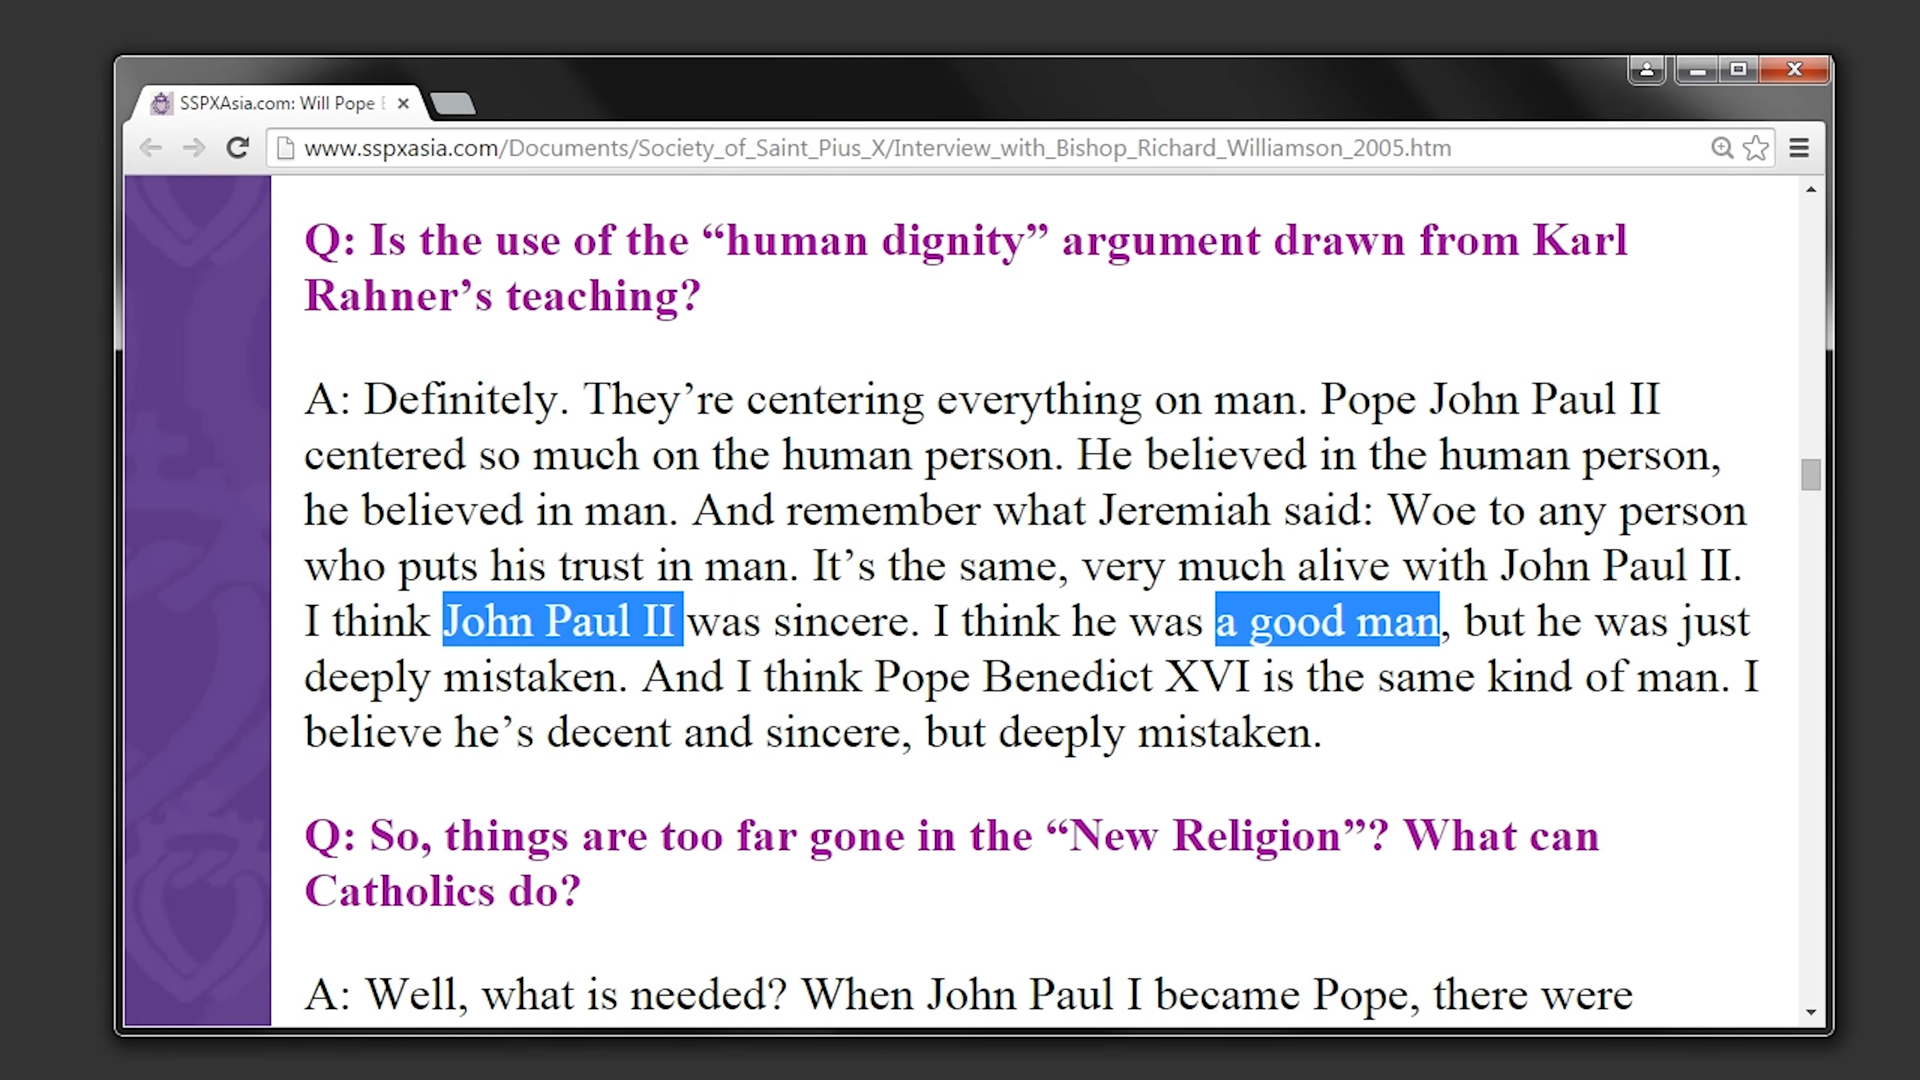 SSPXAsia.com: Will Pope
www.sspxasia.com/Documents/Society_of_Saint_Pius_X/Interview_with_Bishop_Richard_Williamson_2005.htm
Q: Is the use of the “human dignity” argument drawn from Karl
Rahner’s teaching?
A: Definitely. They’re centering everything on man. Pope John Paul II
centered so much on the human person. He believed in the human person,
he believed in man. And remember what Jeremiah said: Woe to any person
who puts his trust in man. It’s the same, very much alive with John Paul II.
I think John Paul II was sincere. I think he was a good man, but he was just
deeply mistaken. And I think Pope Benedict XVI is the same kind of man. I
believe he’s decent and sincere, but deeply mistaken.
Q: So, things are too far gone in the “New Religion”? What can
Catholics do?
A: Well, what is needed? When John Paul I became Pope, there were